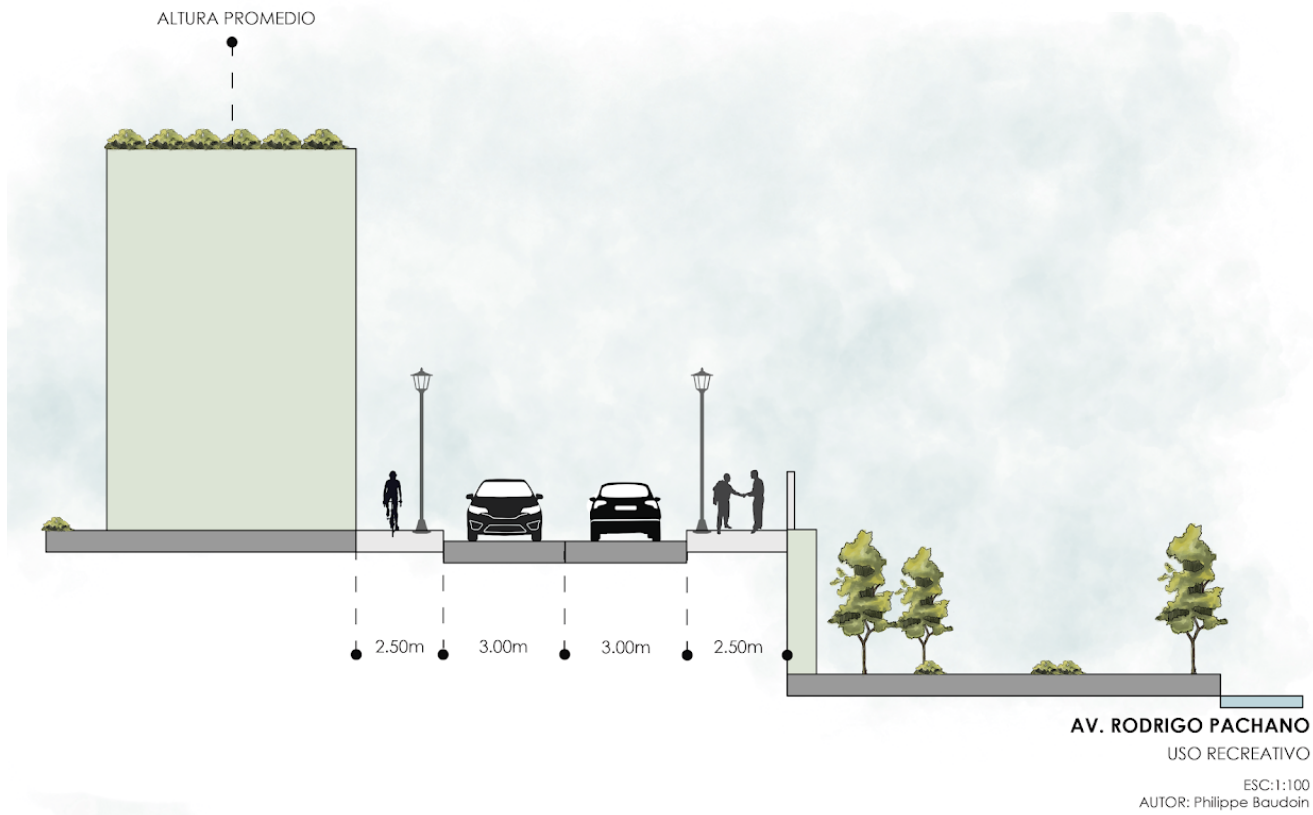 ALTURA PROMEDIO
2.50m 3.00m 3.00m 2.50m
AV. RODRIGO PACHANO
USO RECREATIVO
ESC:1:100
AUTOR: Philippe Baudoin